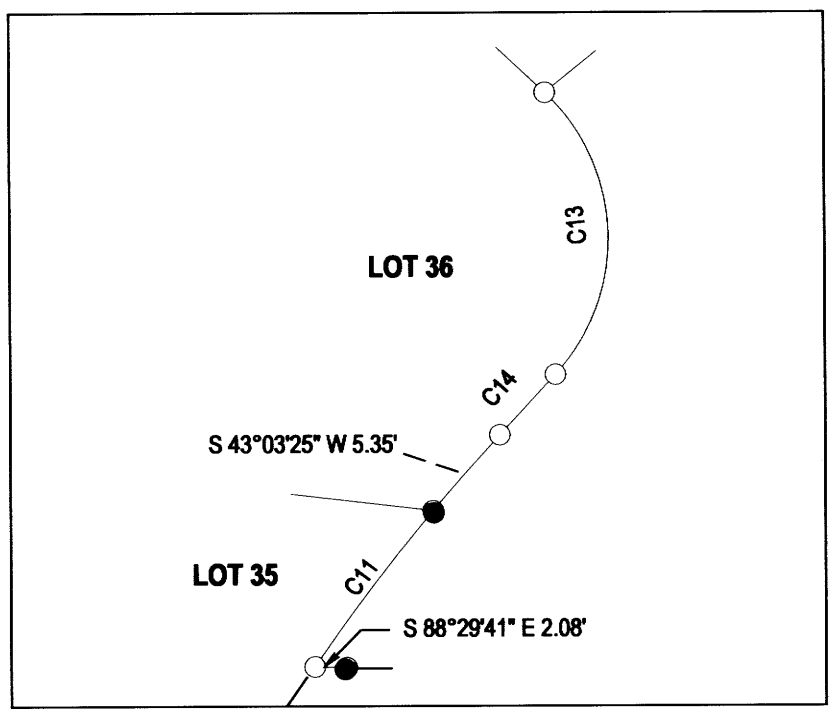 C13
LOT 36
C14
S 43°03'25" W 5.35'
LOT 35
C11
S 88°29'41" E 2.08'